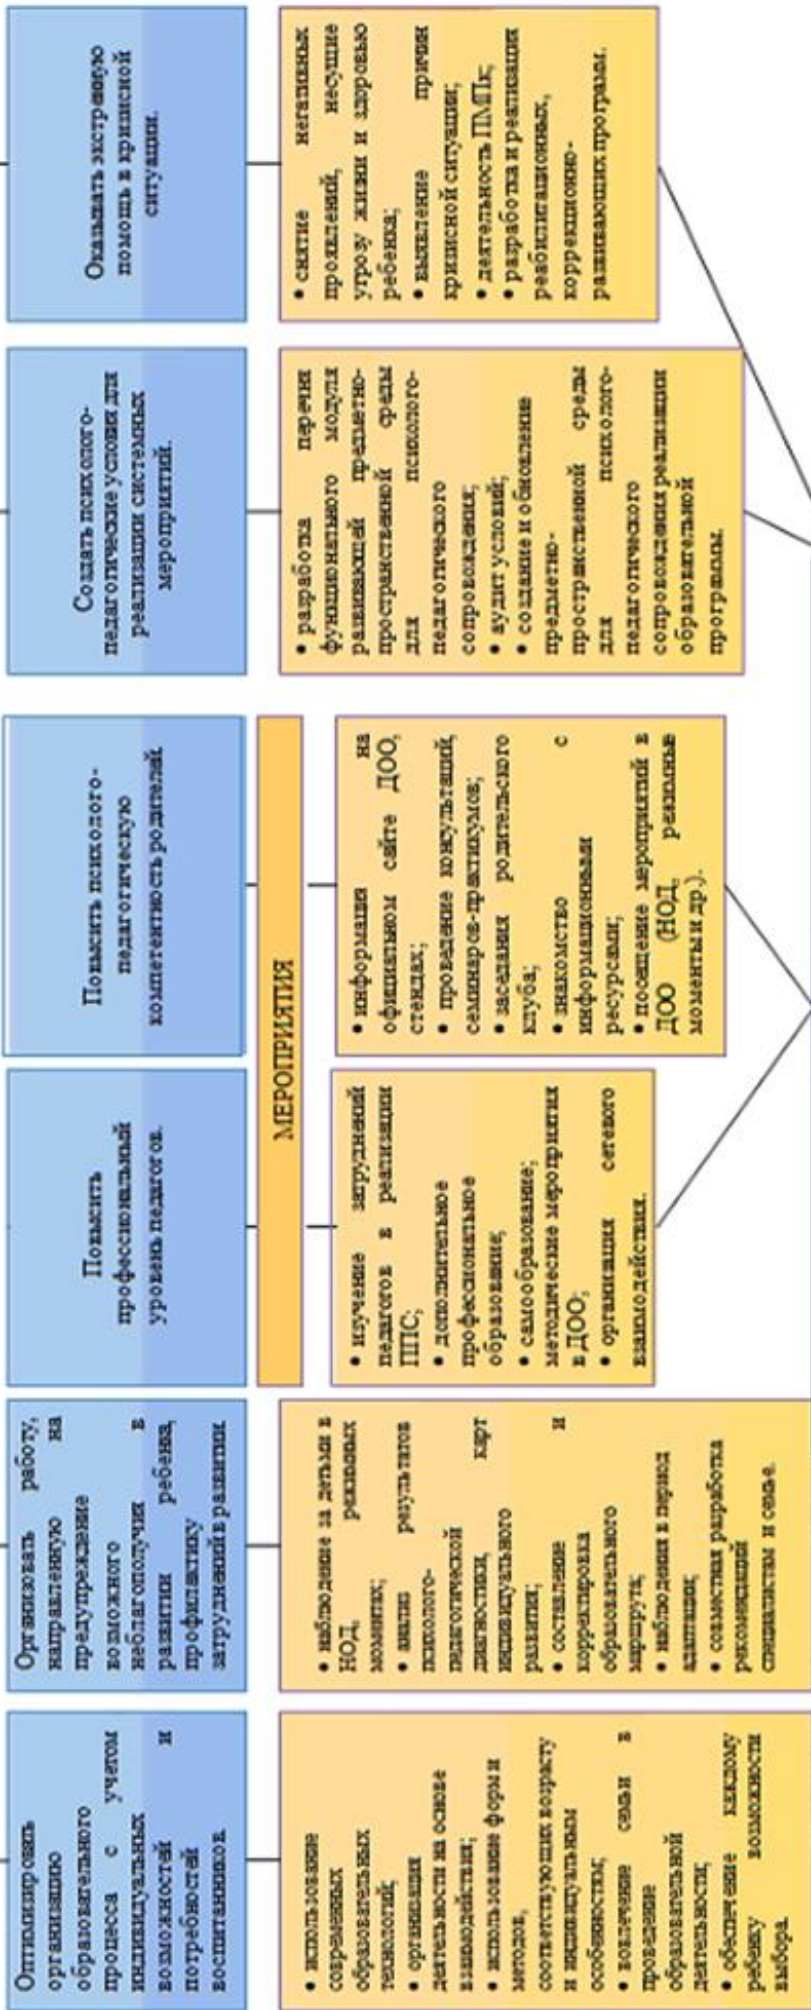 Оптимизировать
организацию
образовательного
процесса с учетом
индивидуальных
возможностей и
потребностей
воспитанников.
Организовать работу,
направленную на
предупреждение
возможного
неблагополучия в
развитии ребенка,
профилактику
затруднений в развитии.
Повысить
профессиональный
уровень педагогов.
Повысить психолого-
педагогическую
компетентность родителей.
Создать психолого-
педагогические условия для
реализации системных
мероприятий.
Оказывать экстренную
помощь в кризисной
ситуации.
МЕРОПРИЯТИЯ
• использование
современных
образовательных
технологий;
• организация
деятельности на основе
взаимодействия;
• использование форм и
методов,
соответствующих возрасту
и индивидуальным
особенностям;
• вовлечение семьи в
проведение
образовательной
деятельности;
• обеспечение каждому
ребенку возможности
выбора.
• наблюдение за детьми в
НОД, режимных
моментах;
• анализ результатов
психолого-
педагогической
диагностики, карт
индивидуального
развития;
• составление и
корректировка
образовательного
маршрута;
• наблюдения в период
адаптации;
• совместная разработка
рекомендаций
специалистам и семье.
• изучение затруднений
педагогов в реализации
ППС;
• дополнительное
профессиональное
образование;
• самообразование;
методические мероприятия
в ДОО;
• организация сетевого
взаимодействия.
• информация на
официальном сайте ДОО,
стендах;
• проведение консультаций,
семинаров-практикумов;
• заседания родительского
клуба;
• знакомство с
информационными
ресурсами;
• посещение мероприятий в
ДОО (НОД, режимные
моменты и др.).
• разработка перечня
функционального модуля
развивающей предметно-
пространственной среды
для психолого-
педагогического
сопровождения;
• аудит условий;
• создание и обновление
предметно-
пространственной среды
для психолого-
педагогического
сопровождения реализации
образовательной
программы.
• снятие негативных
проявлений, несущие
угрозу жизни и здоровью
ребенка;
• выявление причин
кризисной ситуации;
• деятельность ПМПк;
• разработка и реализация
реабилитационных,
коррекционно-
развивающих программ.